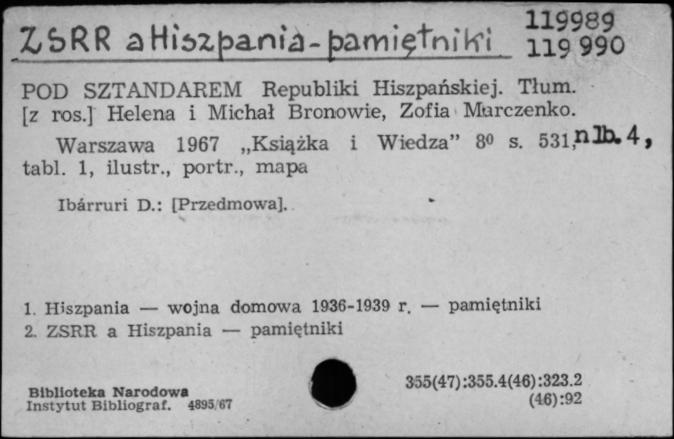 ZSRR a Hiszpania - pamiętniki
119989
119 990
POD SZTANDAREM Republiki Hiszpańskiej. Tłum.
[z ros.] Helena i Michał Bronowie, Zofia Marczenko.
Warszawa 1967 „Książka i Wiedza” 8⁰ s. 531, nlb. 4,
tabl. 1, ilustr., portr., mapa
Ibárruri D.: [Przedmowa].
1. Hiszpania — wojna domowa 1936-1939 r. — pamiętniki
2. ZSRR a Hiszpania — pamiętniki
355(47):355.4(46):323.2
(46):92
Biblioteka Narodowa
Instytut Bibliograf. 4895/67